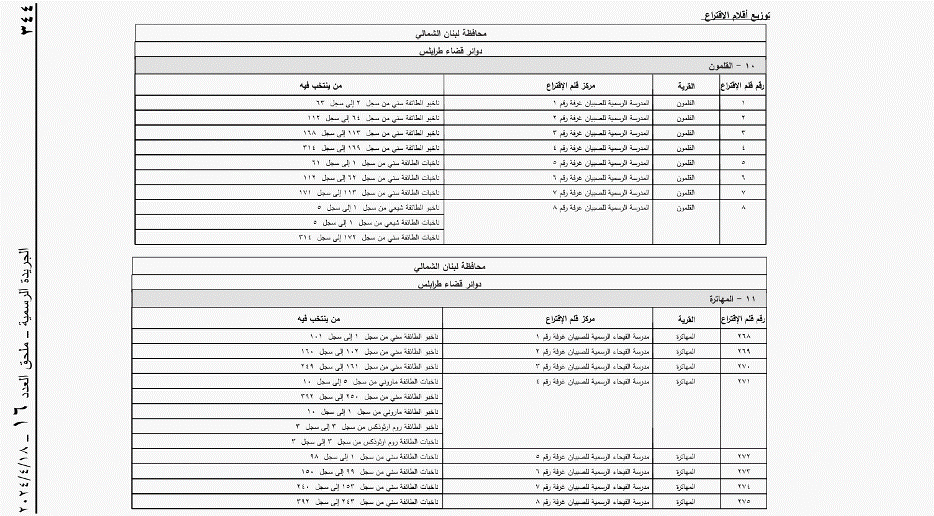 توزيع أقلام الإقتراع
محافظة لبنان الشمالي
دوائر قضاء طرابلس
١٠ - القلمون
رقم قلم الإقتراع القرية مركز قلم الإقتراع من ينتخب فيه
١ القلمون المدرسة الرسمية للصبيان غرفة رقم ١ ناخبو الطائفة سني من سجل ٢ إلى سجل ٦٣
٢ القلمون المدرسة الرسمية للصبيان غرفة رقم ٢ ناخبو الطائفة سني من سجل ٦٤ إلى سجل ١١٢
٣ القلمون المدرسة الرسمية للصبيان غرفة رقم ٣ ناخبو الطائفة سني من سجل ١١٣ إلى سجل ١٦٨
٤ القلمون المدرسة الرسمية للصبيان غرفة رقم ٤ ناخبو الطائفة سني من سجل ١٦٩ إلى سجل ٣١٤
٥ القلمون المدرسة الرسمية للصبيان غرفة رقم ٥ ناخبات الطائفة سني من سجل ١ إلى سجل ٦١
٦ القلمون المدرسة الرسمية للصبيان غرفة رقم ٦ ناخبات الطائفة سني من سجل ٦٢ إلى سجل ١١٢
٧ القلمون المدرسة الرسمية للصبيان غرفة رقم ٧ ناخبات الطائفة سني من سجل ١١٣ إلى سجل ١٧١
٨ القلمون المدرسة الرسمية للصبيان غرفة رقم ٨ ناخبو الطائفة شيعي من سجل ١ إلى سجل ٥
ناخبات الطائفة شيعي من سجل ١ إلى سجل ٥
ناخبات الطائفة سني من سجل ١٧٢ إلى سجل ٣١٤
محافظة لبنان الشمالي
دوائر قضاء طرابلس
١١ - المهاترة
رقم قلم الإقتراع القرية مركز قلم الإقتراع من ينتخب فيه
٢٦٨ المهاترة مدرسة الفيحاء الرسمية للصبيان غرفة رقم ١ ناخبو الطائفة سني من سجل ١ إلى سجل ١٠١
٢٦٩ المهاترة مدرسة الفيحاء الرسمية للصبيان غرفة رقم ٢ ناخبو الطائفة سني من سجل ١٠٢ إلى سجل ١٦٠
٢٧٠ المهاترة مدرسة الفيحاء الرسمية للصبيان غرفة رقم ٣ ناخبو الطائفة سني من سجل ١٦١ إلى سجل ٢٤٩
٢٧١ المهاترة مدرسة الفيحاء الرسمية للصبيان غرفة رقم ٤ ناخبات الطائفة ماروني من سجل ٥ إلى سجل ١٠
ناخبو الطائفة سني من سجل ٢٥٠ إلى سجل ٣٩٢
ناخبو الطائفة ماروني من سجل ١ إلى سجل ١٠
ناخبو الطائفة روم ارثوذكس من سجل ٣ إلى سجل ٣
ناخبات الطائفة روم ارثوذكس من سجل ٣ إلى سجل ٣
٢٧٢ المهاترة مدرسة الفيحاء الرسمية للصبيان غرفة رقم ٥ ناخبات الطائفة سني من سجل ١ إلى سجل ٩٨
٢٧٣ المهاترة مدرسة الفيحاء الرسمية للصبيان غرفة رقم ٦ ناخبات الطائفة سني من سجل ٩٩ إلى سجل ١٥٠
٢٧٤ المهاترة مدرسة الفيحاء الرسمية للصبيان غرفة رقم ٧ ناخبات الطائفة سني من سجل ١٥٣ إلى سجل ٢٤٠
٢٧٥ المهاترة مدرسة الفيحاء الرسمية للصبيان غرفة رقم ٨ ناخبات الطائفة سني من سجل ٢٤٣ إلى سجل ٣٩٢
٣٤٤
الجريدة الرسمية - ملحق العدد ١٦ - ٢٠٢٤/٤/١٨